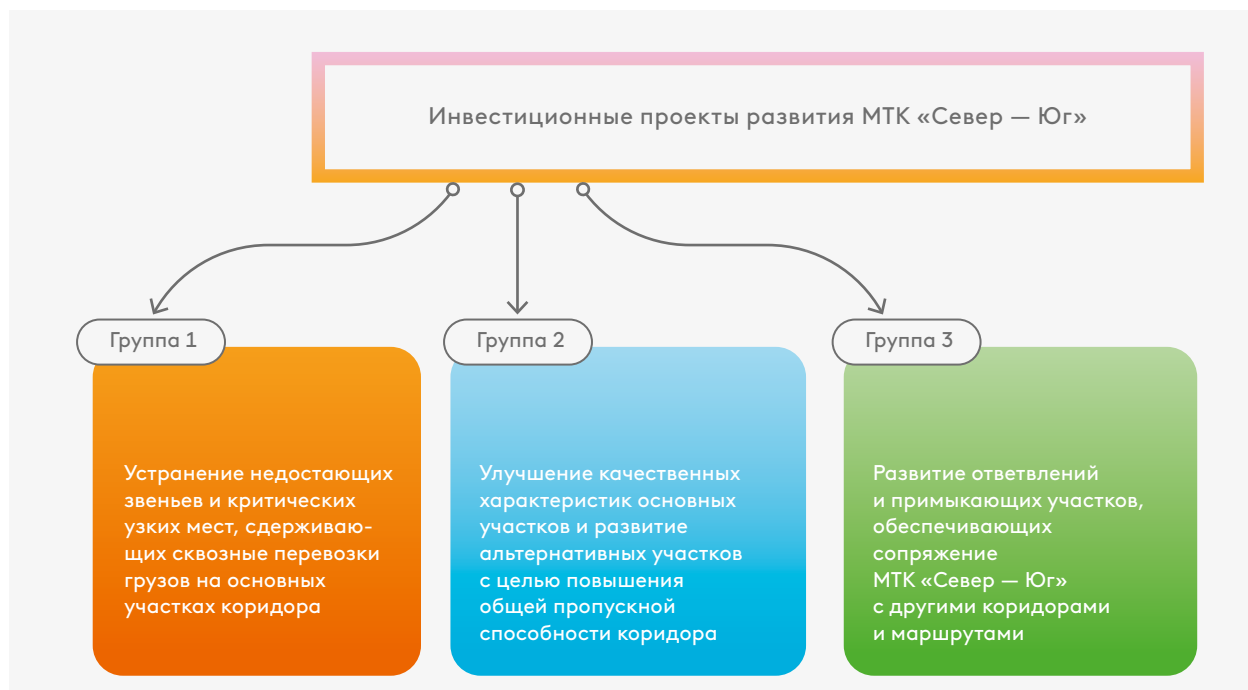 Инвестиционные проекты развития МТК «Север — Юг»
Группа 1
Устранение недостающих
звеньев и критических
узких мест, сдерживаю-
щих сквозные перевозки
грузов на основных
участках коридора
Группа 2
Улучшение качественных
характеристик основных
участков и развитие
альтернативных участков
с целью повышения
общей пропускной
способности коридора
Группа 3
Развитие ответвлений
и примыкающих участков,
обеспечивающих
сопряжение
МТК «Север — Юг»
с другими коридорами
и маршрутами